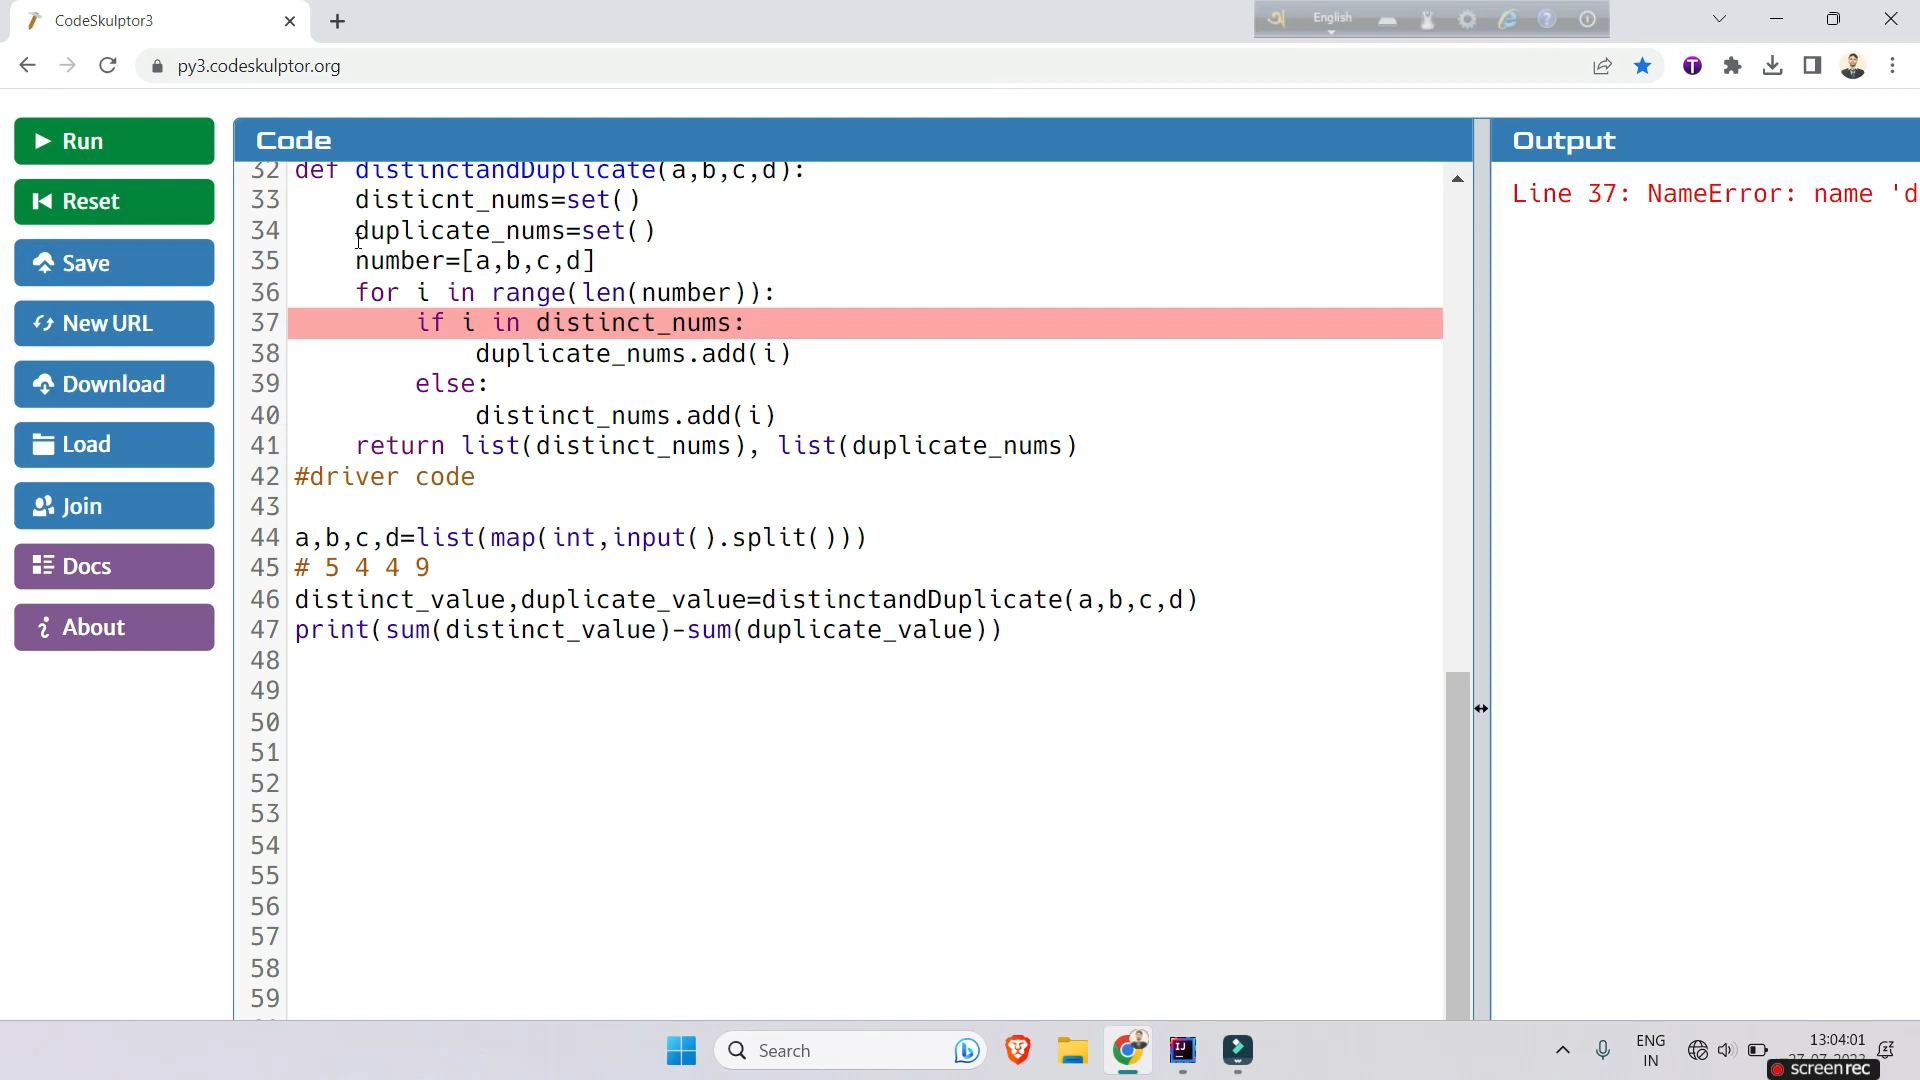 CodeSkulptor3
English
py3.codeskulptor.org
Run
Reset
Save
New URL
Download
Load
Join
Docs
About
Code
32 def distinctandDuplicate(a,b,c,d):
33 disticnt_nums=set()
34 duplicate_nums=set()
35 number=[a,b,c,d]
36 for i in range(len(number)):
37 if i in distinct_nums:
38 duplicate_nums.add(i)
39 else:
40 distinct_nums.add(i)
41 return list(distinct_nums), list(duplicate_nums)
42 #driver code
43
44 a,b,c,d=list(map(int,input().split()))
45 # 5 4 4 9
46 distinct_value,duplicate_value=distinctandDuplicate(a,b,c,d)
47 print(sum(distinct_value)-sum(duplicate_value))
48
49
50
51
52
53
54
55
56
57
58
59
Output
Line 37: NameError: name 'd
Search
ENG
IN
13:04:01
27-07-2023
screenrec